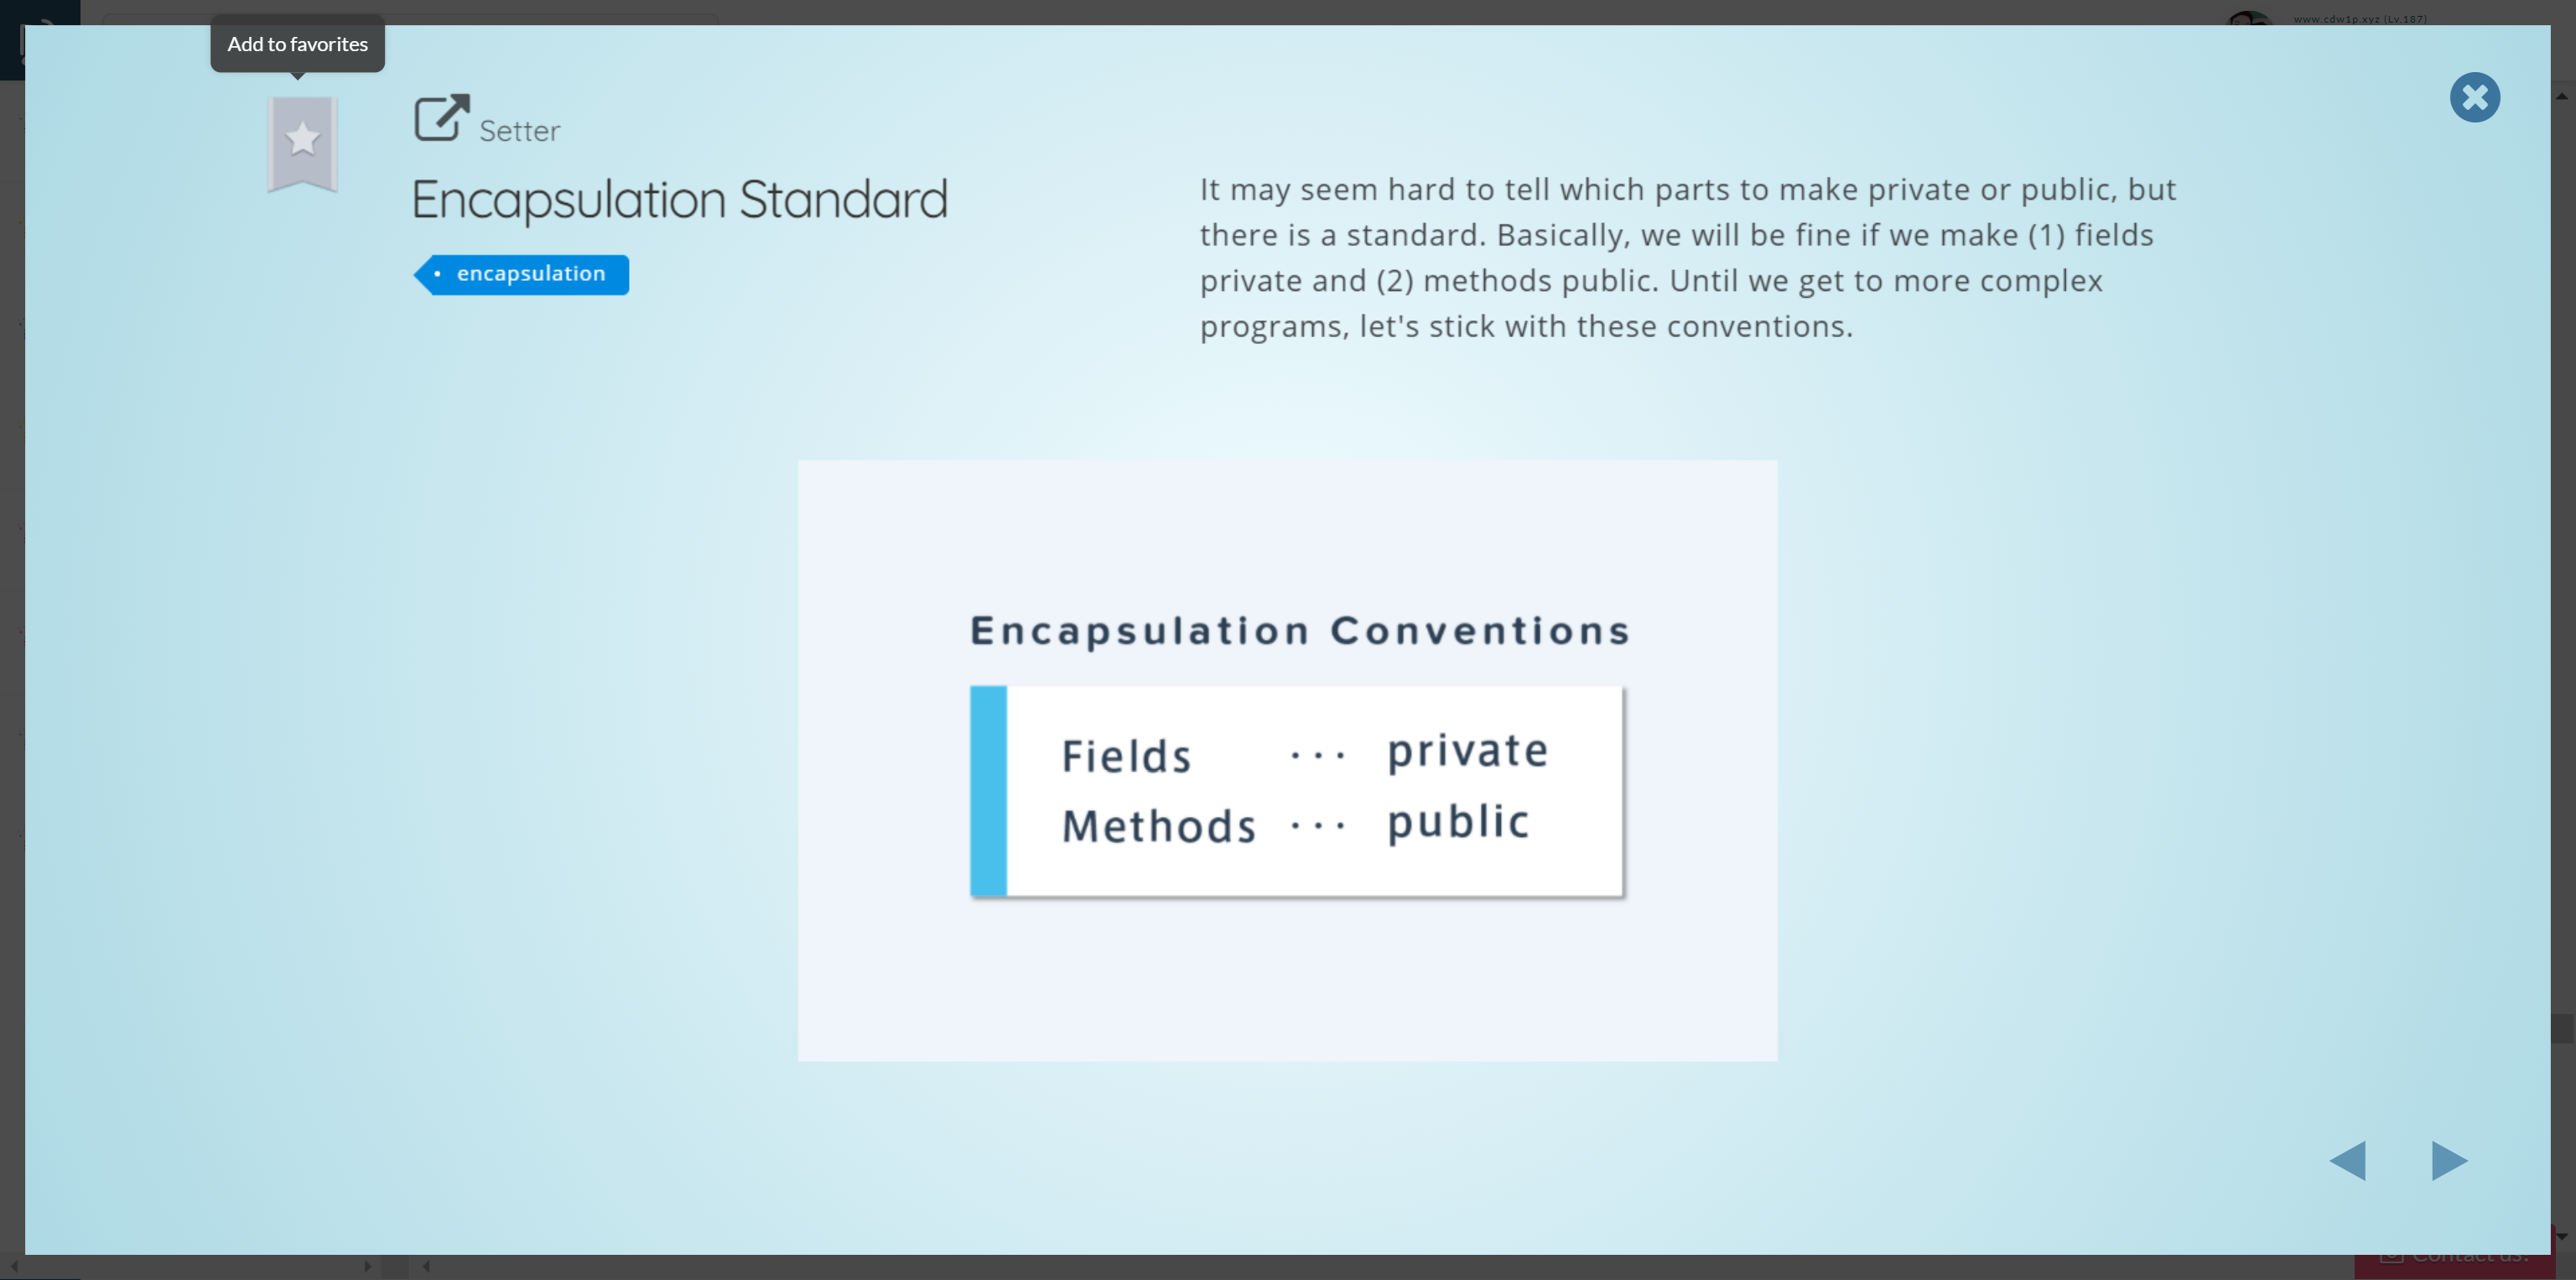 www.cdw1p.xyz (Lv.187)
Add to favorites
Setter
Encapsulation Standard
encapsulation
It may seem hard to tell which parts to make private or public, but
there is a standard. Basically, we will be fine if we make (1) fields
private and (2) methods public. Until we get to more complex
programs, let's stick with these conventions.
Encapsulation Conventions
Fields ··· private
Methods ··· public
Contact us!